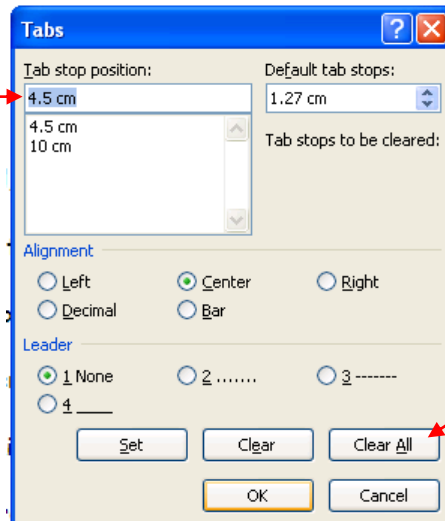 Tabs
Tab stop position:
Default tab stops:
4.5 cm
1.27 cm
4.5 cm
10 cm
Tab stops to be cleared:
Alignment
Left
Center
Right
Decimal
Bar
Leader
1 None
2 .......
3 -------
4 ____
Set
Clear
Clear All
OK
Cancel